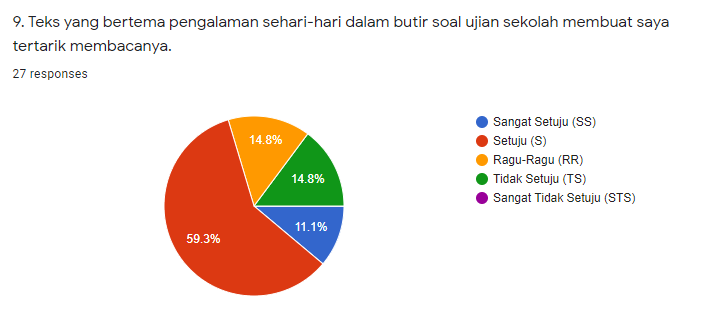 9. Teks yang bertema pengalaman sehari-hari dalam butir soal ujian sekolah membuat saya
tertarik membacanya.
27 responses
14.8%
14.8%
11.1%
59.3%
Sangat Setuju (SS)
Setuju (S)
Ragu-Ragu (RR)
Tidak Setuju (TS)
Sangat Tidak Setuju (STS)